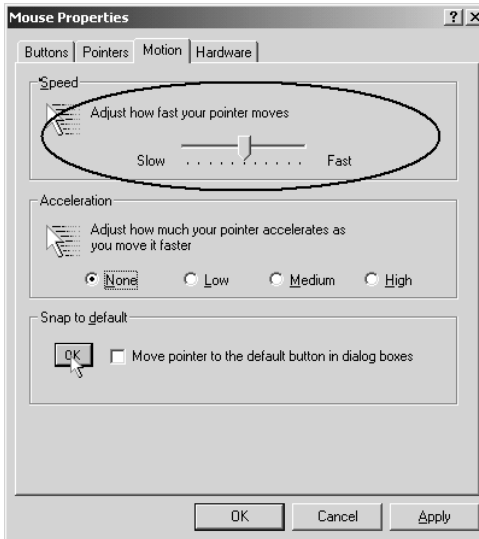 Mouse Properties
Buttons Pointers Motion Hardware
Speed
Adjust how fast your pointer moves
Slow Fast
Acceleration
Adjust how much your pointer accelerates as
you move it faster
None Low Medium High
Snap to default
OK Move pointer to the default button in dialog boxes
OK Cancel Apply